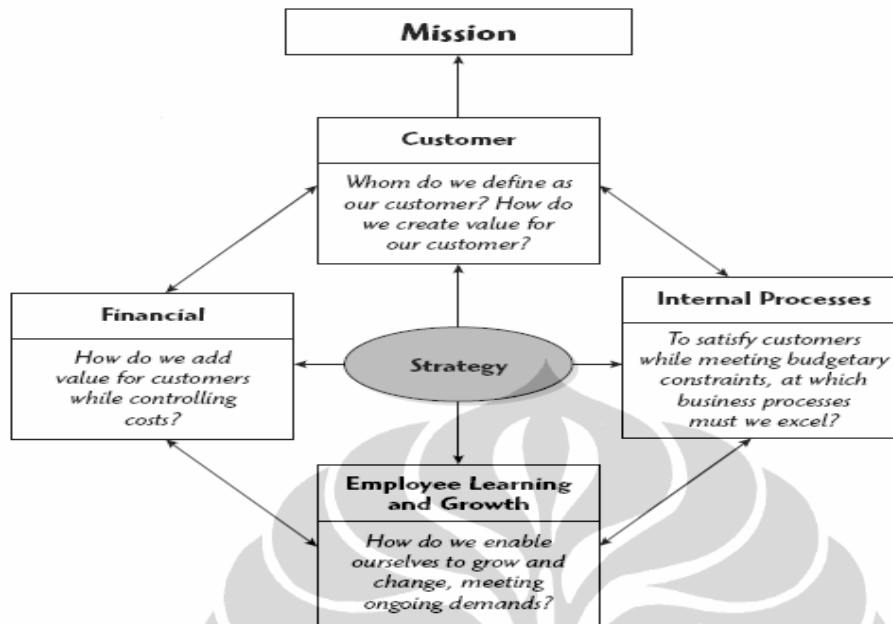 Mission
Customer
Whom do we define as
our customer? How do
we create value for
our customer?
Financial
How do we add
value for customers
while controlling
costs?
Strategy
Internal Processes
To satisfy customers
while meeting budgetary
constraints, at which
business processes
must we excel?
Employee Learning
and Growth
How do we enable
ourselves to grow and
change, meeting
ongoing demands?